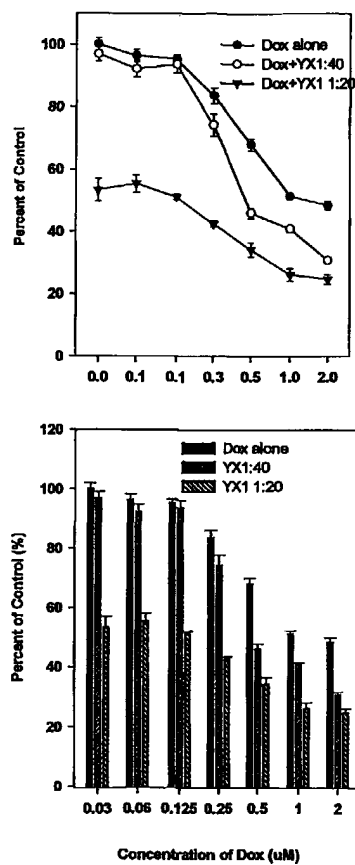 100
80
60
40
20
0
Percent of Control
Dox alone
Dox+YX1:40
Dox+YX1 1:20
0.0 0.1 0.1 0.3 0.5 1.0 2.0
120
100
80
60
40
20
0
Percent of Control (%)
Dox alone
YX1:40
YX1 1:20
0.03 0.06 0.125 0.25 0.5 1 2
Concentration of Dox (uM)